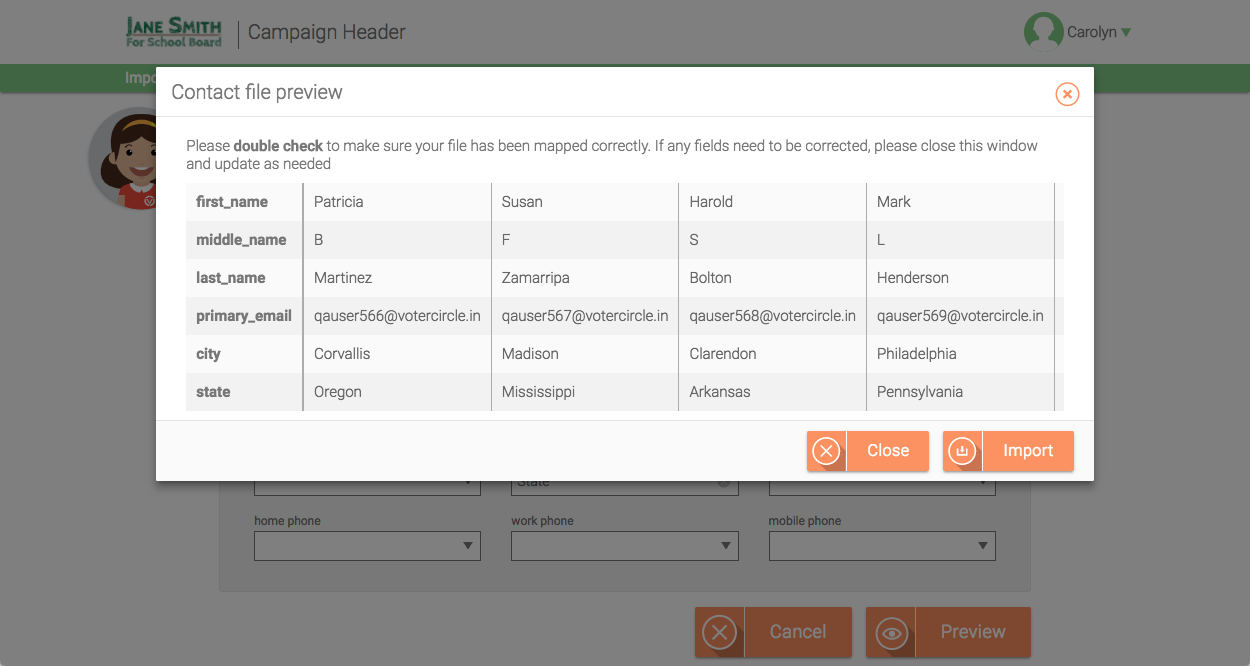 JANE SMITH
For School Board
Campaign Header
Carolyn
Impo
Contact file preview
Please double check to make sure your file has been mapped correctly. If any fields need to be corrected, please close this window
and update as needed
first_name Patricia Susan Harold Mark
middle_name B F S L
last_name Martinez Zamarripa Bolton Henderson
primary_email qauser566@votercircle.in qauser567@votercircle.in qauser568@votercircle.in qauser569@votercircle.in
city Corvallis Madison Clarendon Philadelphia
state Oregon Mississippi Arkansas Pennsylvania
Close Import
State
home phone work phone mobile phone
Cancel Preview